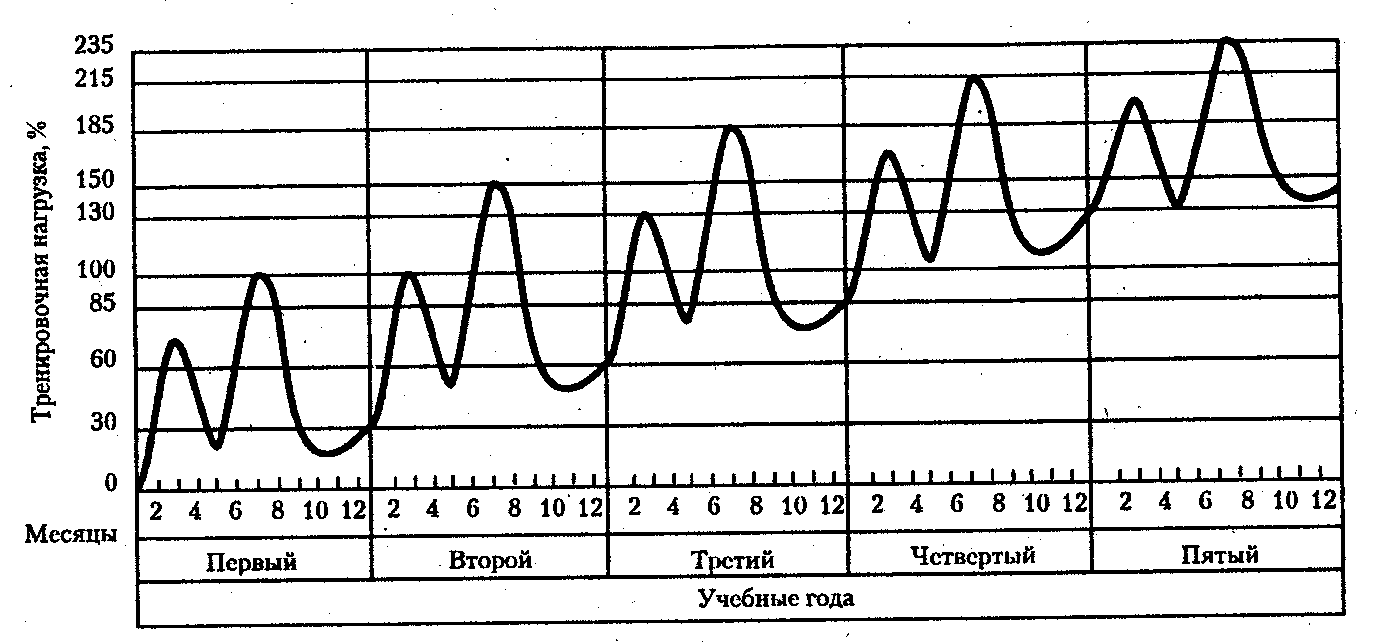 Тренировочная нагрузка, %
235
215
185
150
130
100
85
60
30
0
2 4 6 8 10 12 2 4 6 8 10 12 2 4 6 8 10 12 2 4 6 8 10 12 2 4 6 8 10 12
Месяцы
Первый Второй Третий Четвертый Пятый
Учебные года